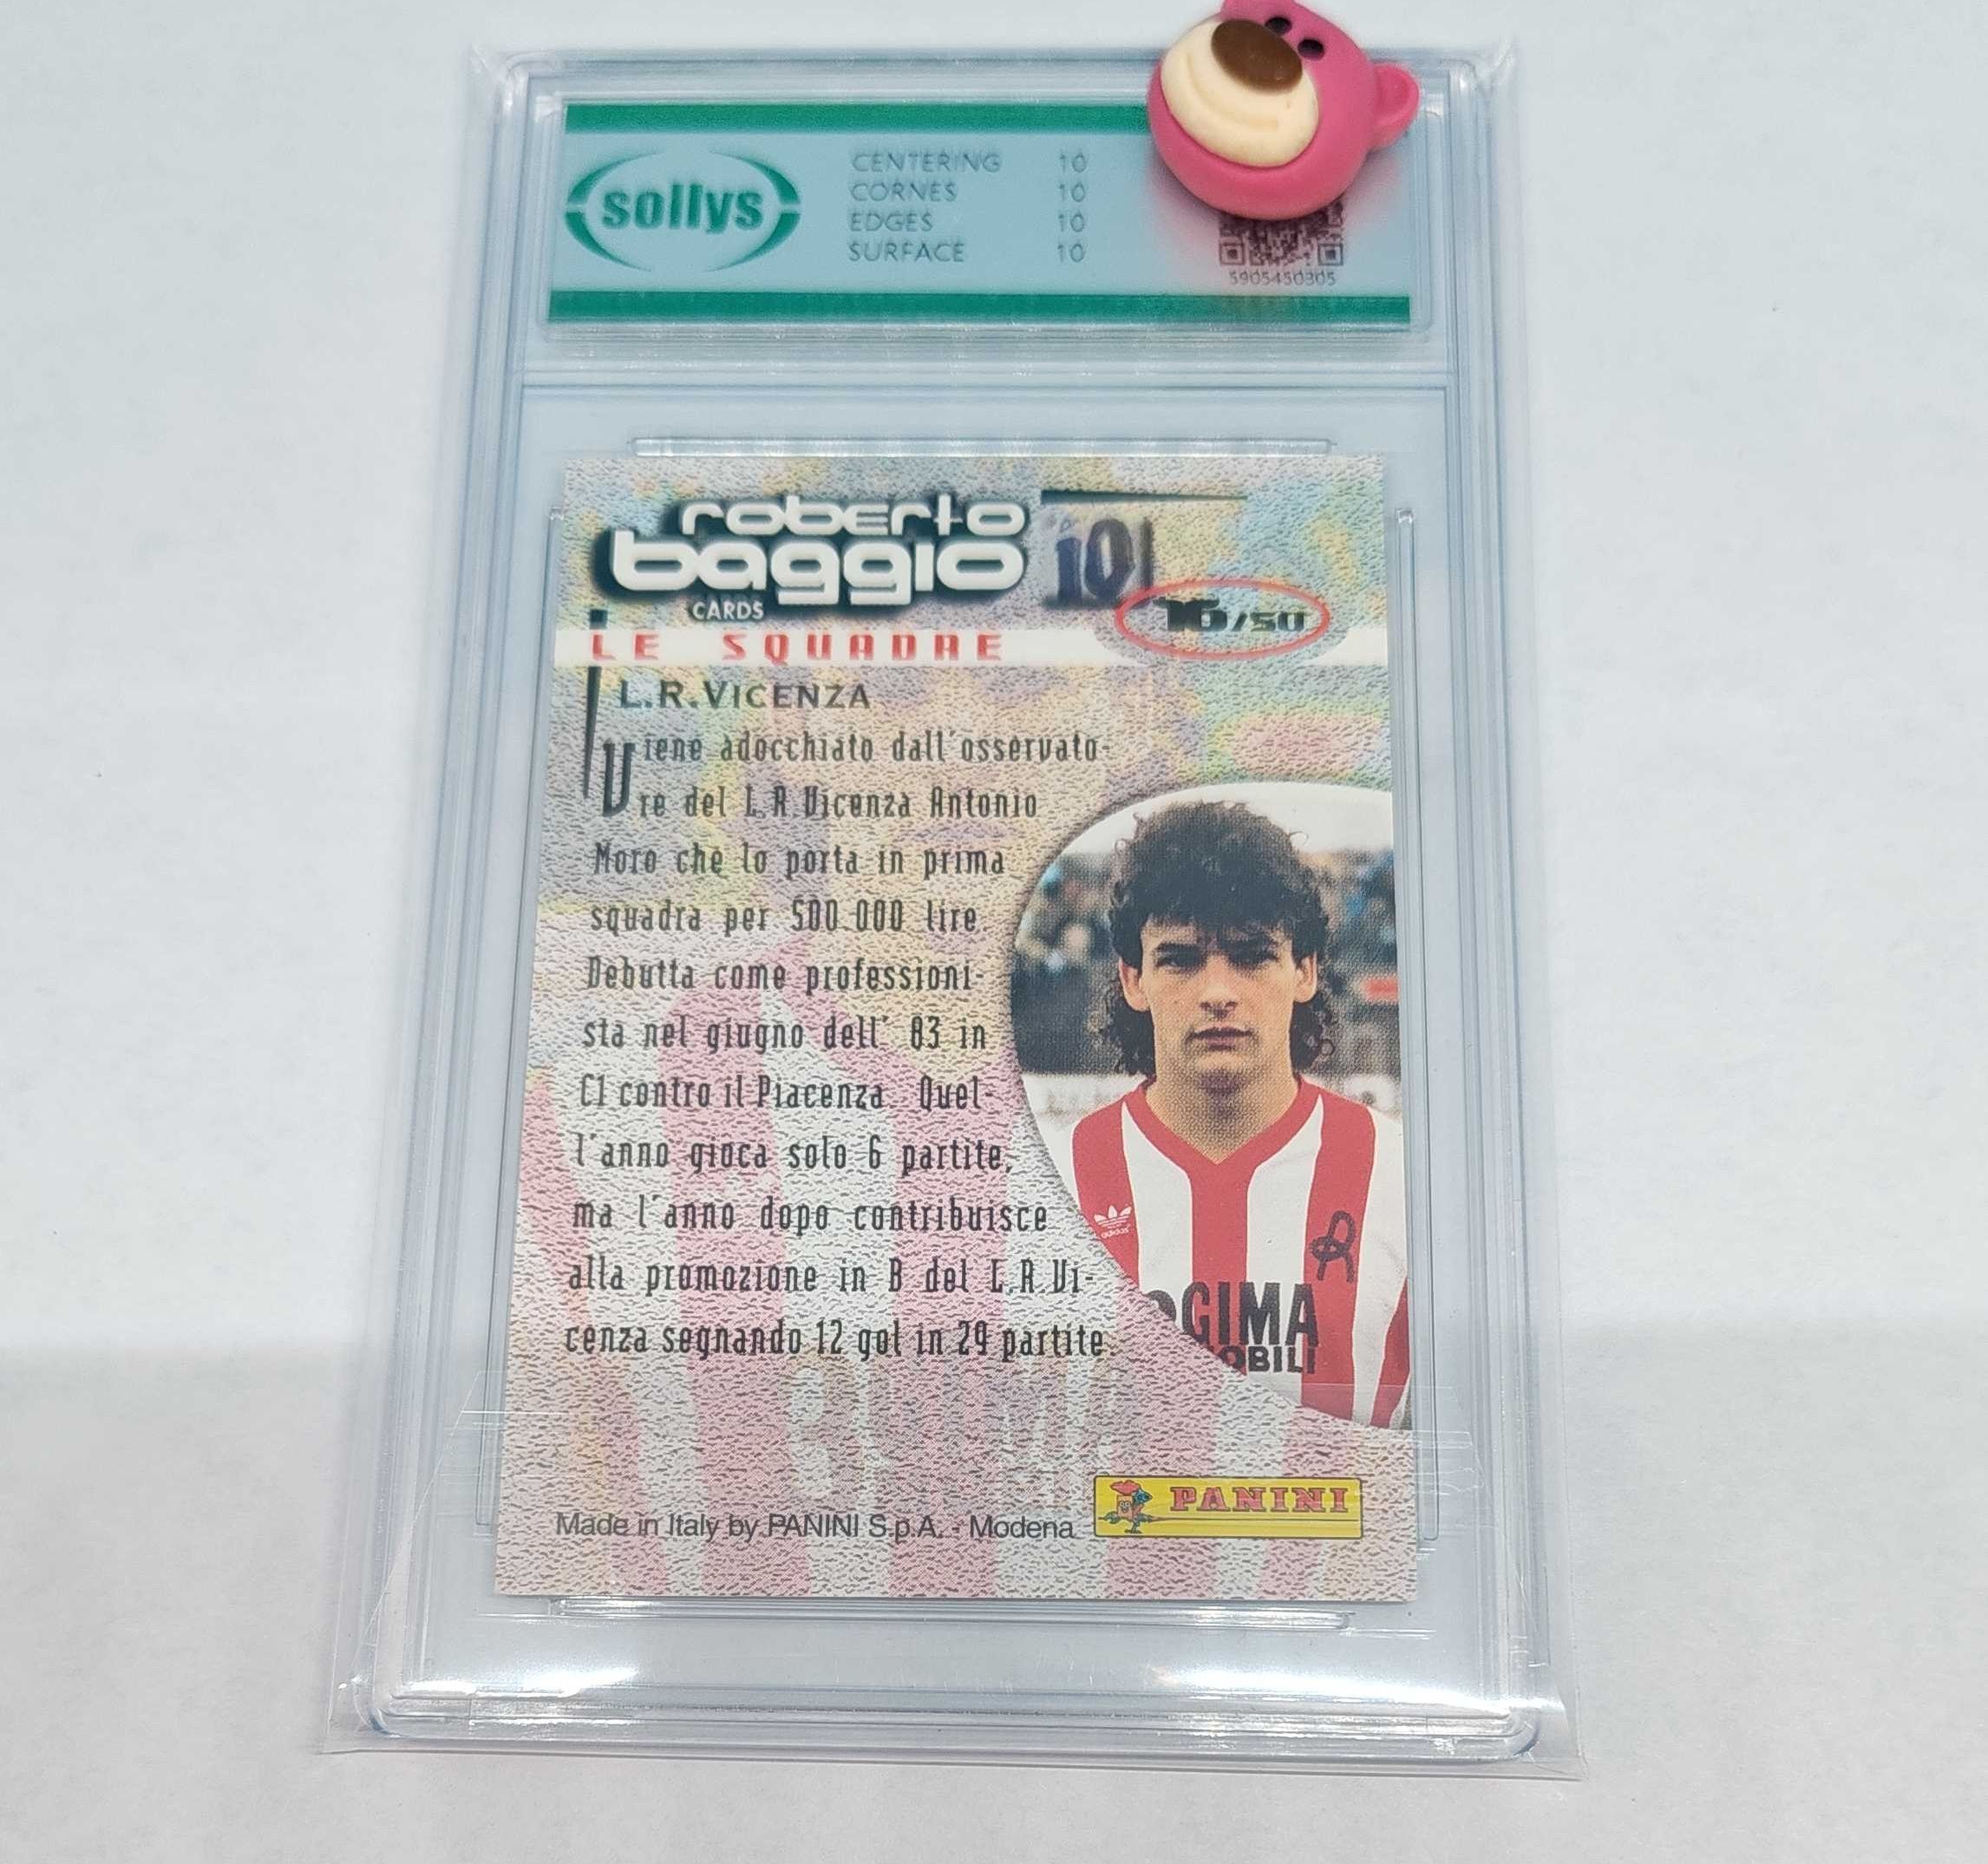 sollys
CENTERING 10
CORNES 10
EDGES 10
SURFACE 10
5905450305
roberto
baggio
CARDS
10
16/50
LE SQUADRE
L.R.VICENZA
Viene adocchiato dall'osservato-
re del L.R.Vicenza Antonio
Moro che lo porta in prima
squadra per 500.000 lire.
Debutta come professioni-
sta nel giugno dell' 83 in
C1 contro il Piacenza. Quel-
l'anno gioca solo 6 partite,
ma l'anno dopo contribuisce
alla promozione in B del L.R.Vi-
cenza segnando 12 gol in 29 partite.
adidas
R
OGIMA
OBILI
Made in Italy by PANINI S.p.A. - Modena
PANINI